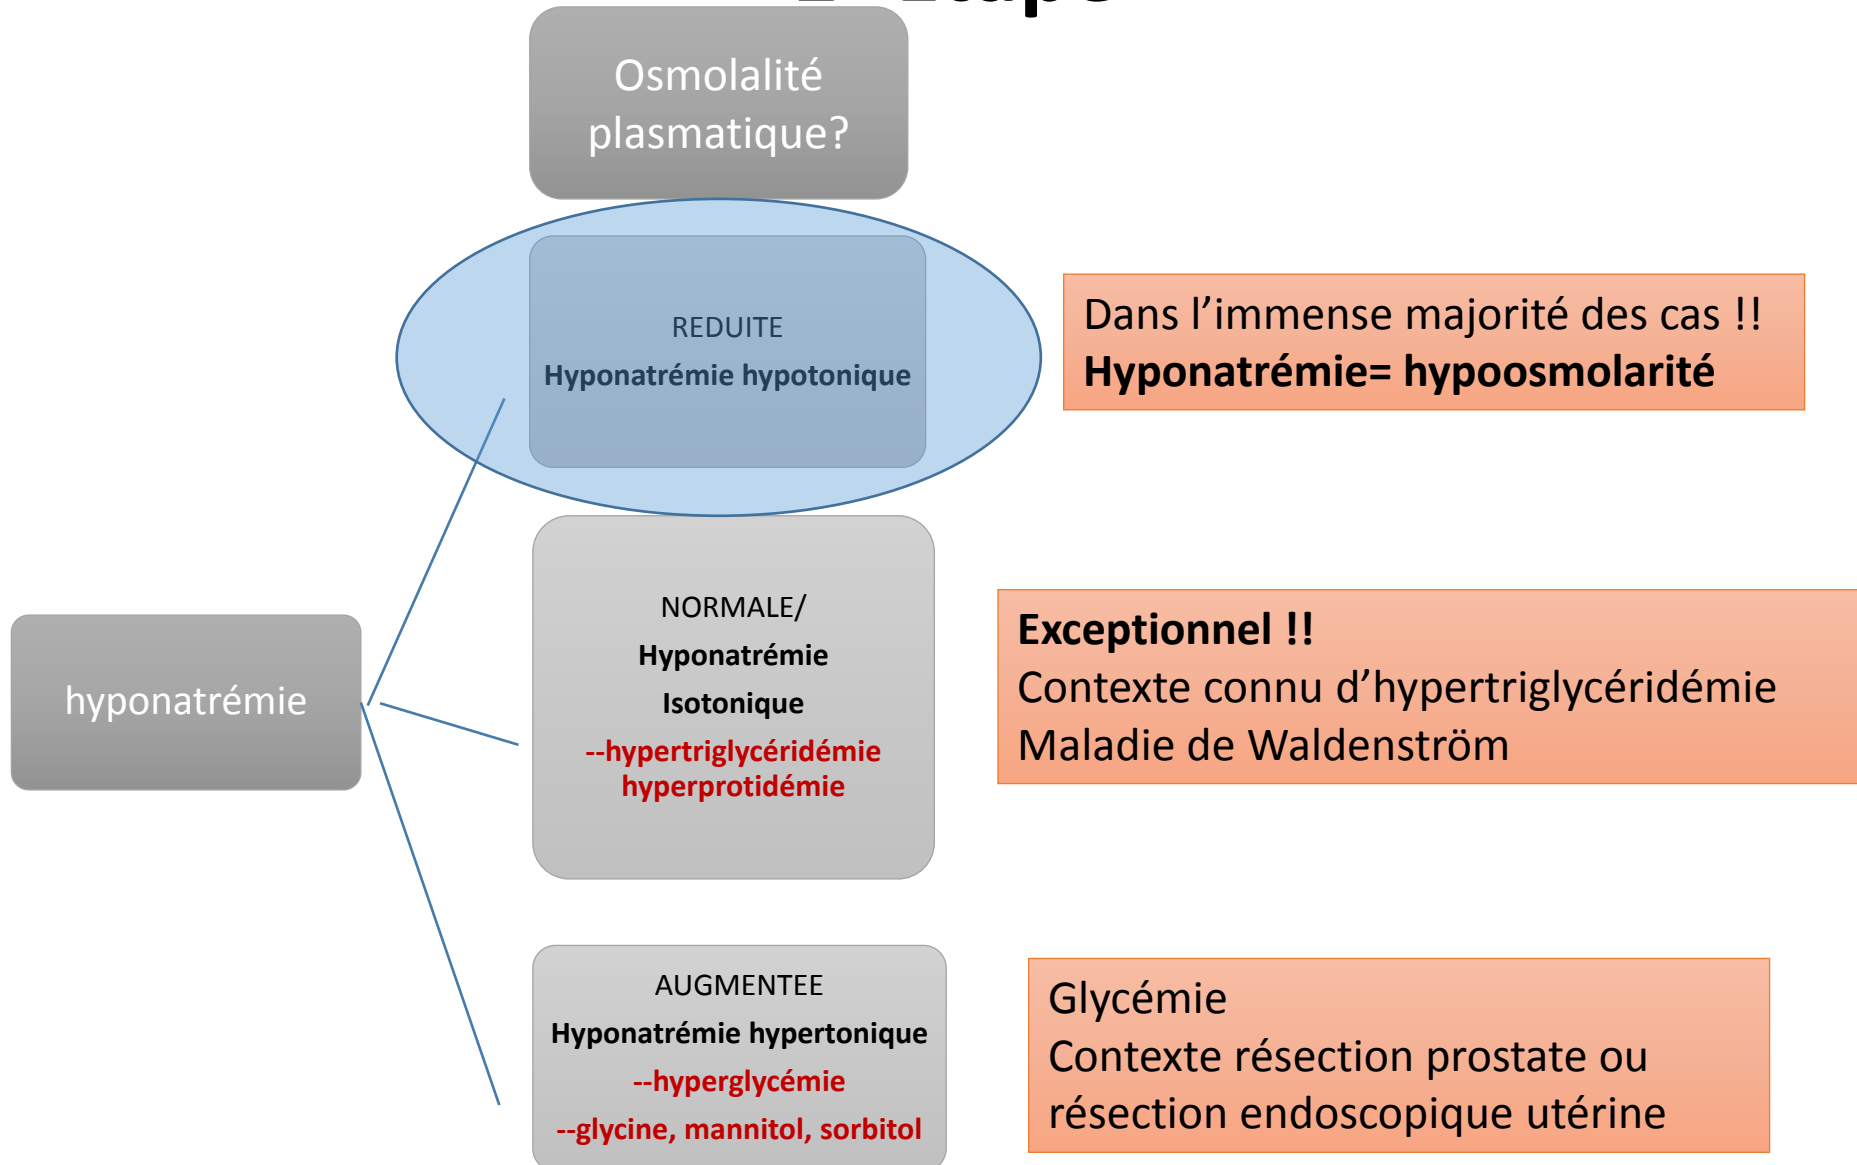 Osmolalité
plasmatique?
REDUITE
Hyponatrémie hypotonique
Dans l’immense majorité des cas !!
Hyponatrémie= hypoosmolarité
hyponatrémie
NORMALE/
Hyponatrémie
Isotonique
--hypertriglycéridémie
hyperprotidémie
Exceptionnel !!
Contexte connu d’hypertriglycéridémie
Maladie de Waldenström
AUGMENTEE
Hyponatrémie hypertonique
--hyperglycémie
--glycine, mannitol, sorbitol
Glycémie
Contexte résection prostate ou
résection endoscopique utérine